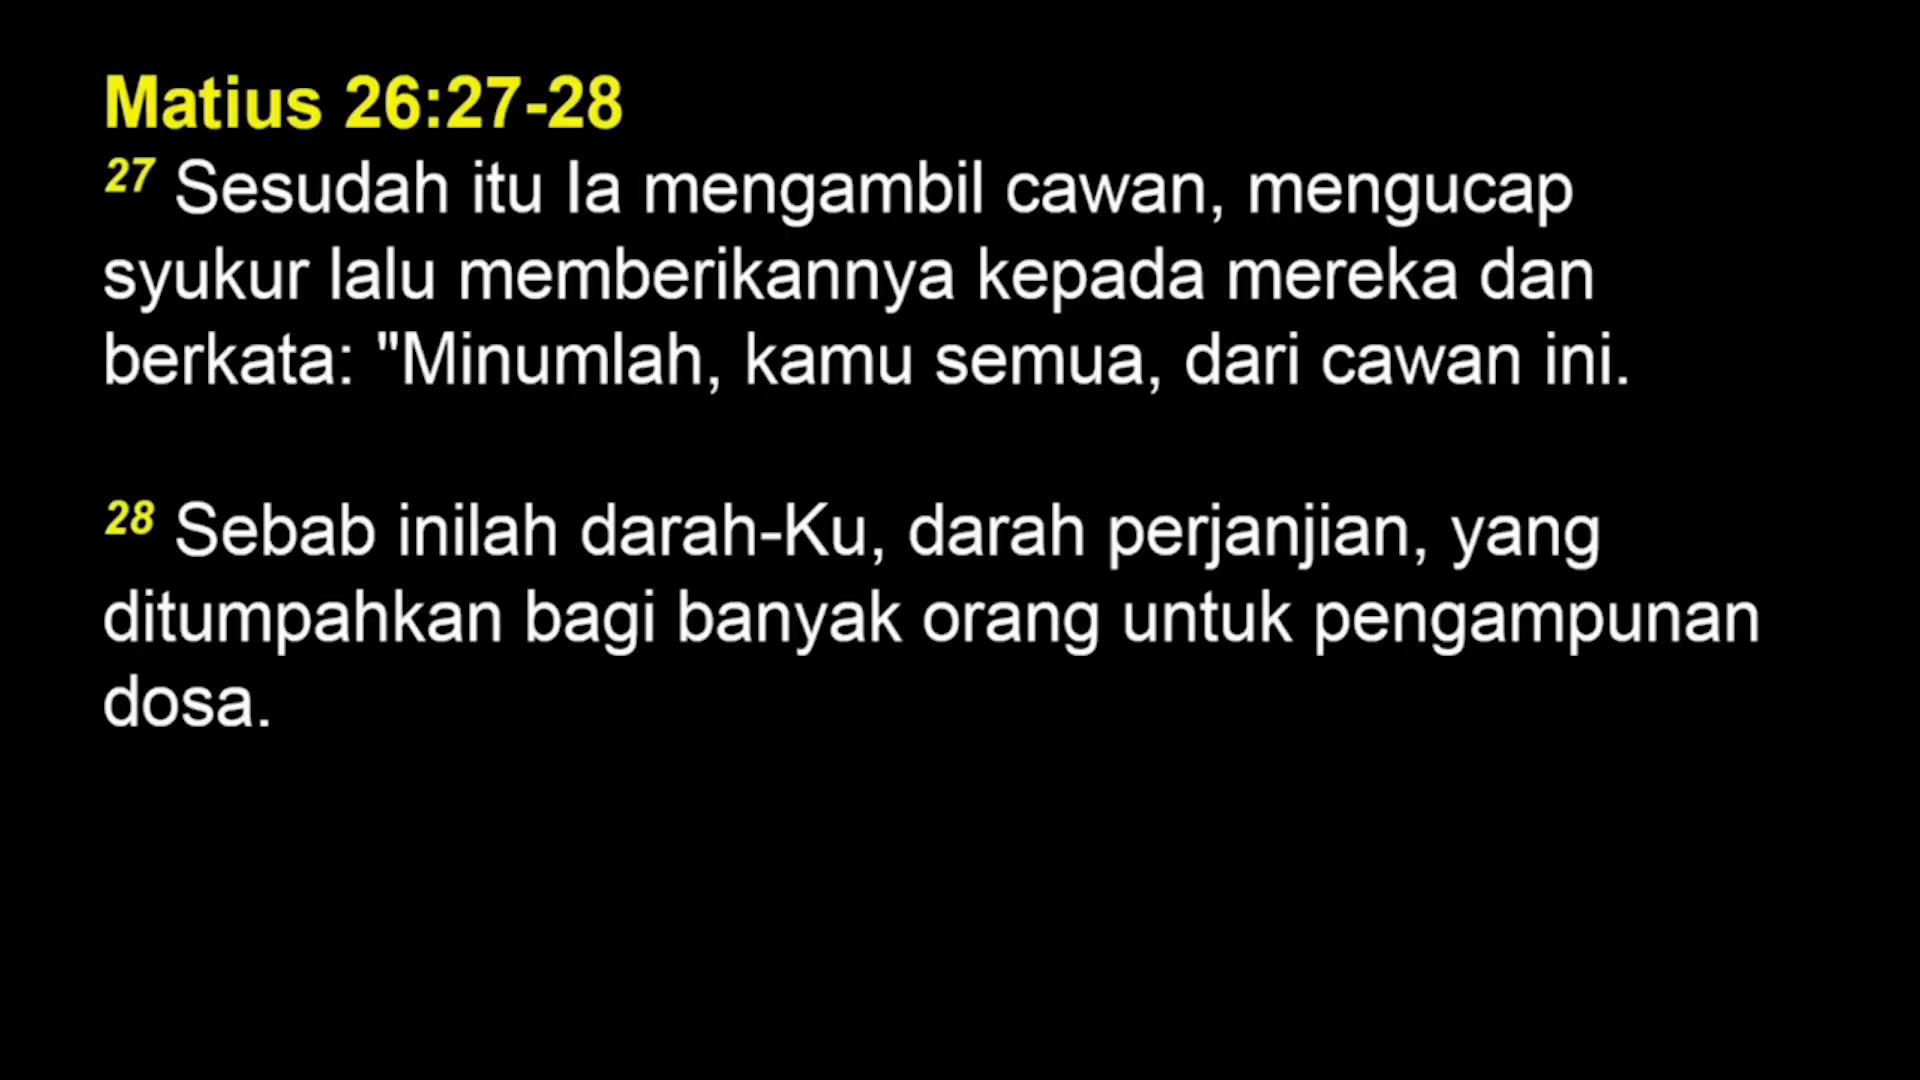 Matius 26:27-28
27 Sesudah itu Ia mengambil cawan, mengucap
syukur lalu memberikannya kepada mereka dan
berkata: "Minumlah, kamu semua, dari cawan ini.
28 Sebab inilah darah-Ku, darah perjanjian, yang
ditumpahkan bagi banyak orang untuk pengampunan
dosa.